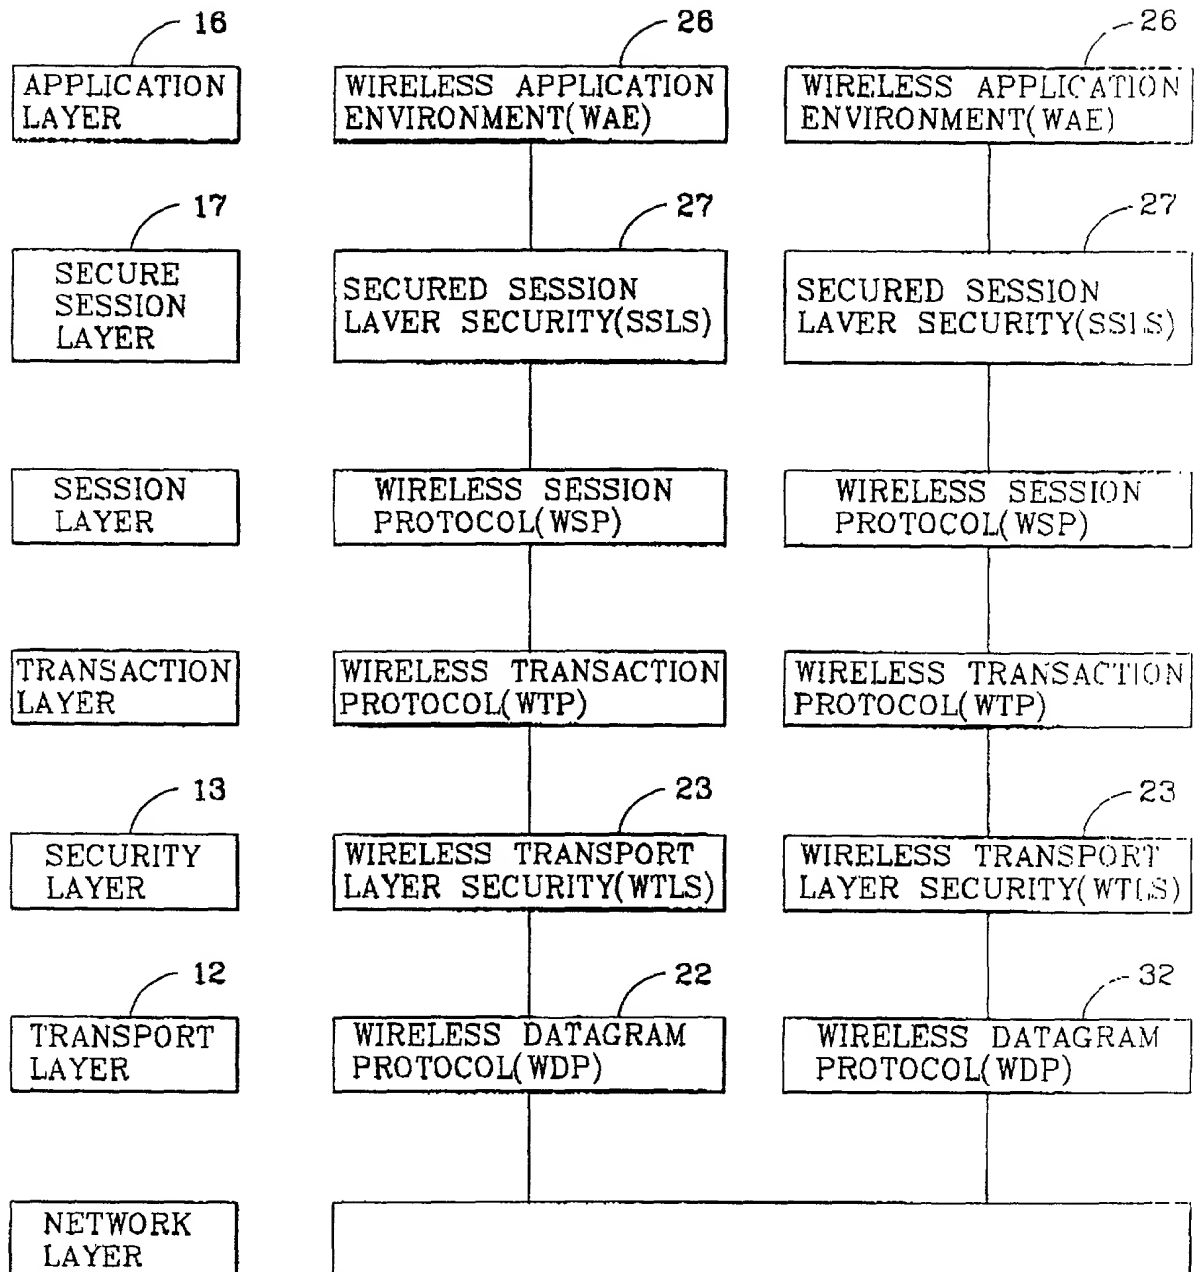 16
26
26
APPLICATION
LAYER
WIRELESS APPLICATION
ENVIRONMENT(WAE)
WIRELESS APPLICATION
ENVIRONMENT(WAE)
17
27
27
SECURE
SESSION
LAYER
SECURED SESSION
LAVER SECURITY(SSLS)
SECURED SESSION
LAVER SECURITY(SSLS)
SESSION
LAYER
WIRELESS SESSION
PROTOCOL(WSP)
WIRELESS SESSION
PROTOCOL(WSP)
TRANSACTION
LAYER
WIRELESS TRANSACTION
PROTOCOL(WTP)
WIRELESS TRANSACTION
PROTOCOL(WTP)
13
23
23
SECURITY
LAYER
WIRELESS TRANSPORT
LAYER SECURITY(WTLS)
WIRELESS TRANSPORT
LAYER SECURITY(WTLS)
12
22
32
TRANSPORT
LAYER
WIRELESS DATAGRAM
PROTOCOL(WDP)
WIRELESS DATAGRAM
PROTOCOL(WDP)
NETWORK
LAYER